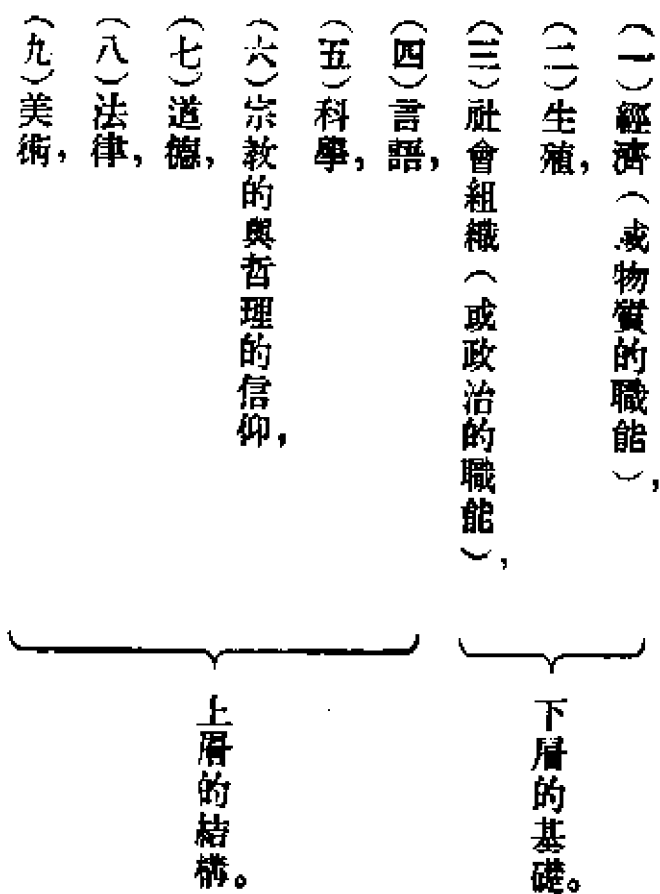 （一）經濟（或物質的職能），
（二）生殖，
（三）社會組織（或政治的職能），
下層的基礎。
（四）言語，
（五）科學，
（六）宗教的與哲理的信仰，
（七）道德，
（八）法律，
（九）美術，
上層的結構。